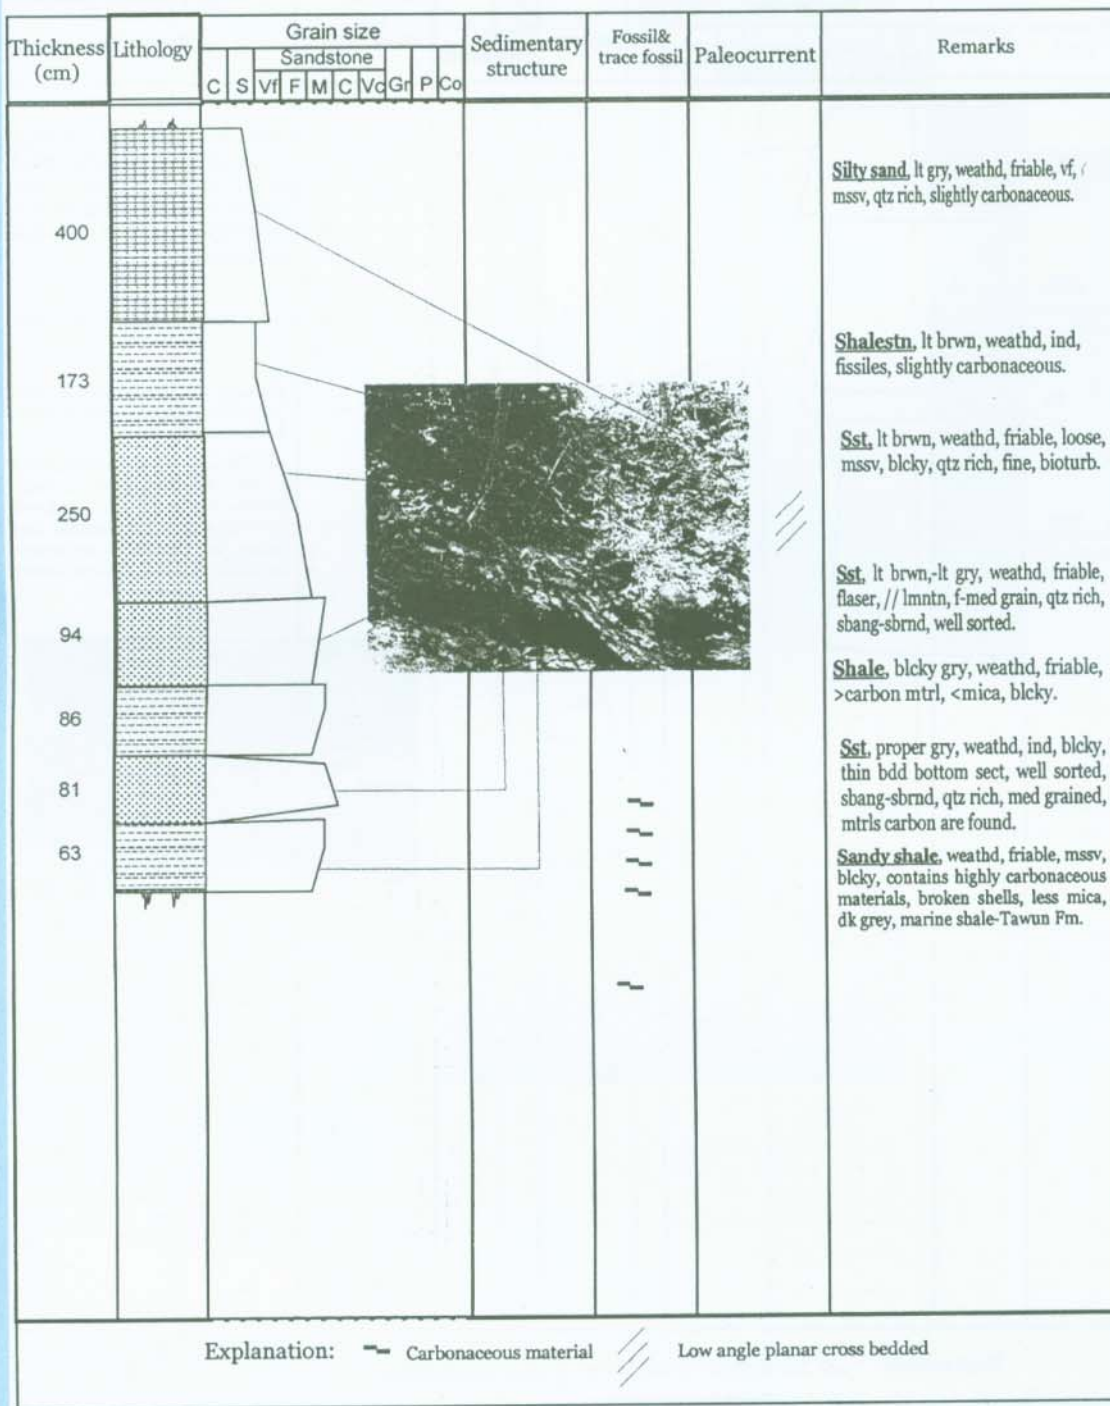 Thickness
(cm)
Lithology
Grain size
Sandstone
C S Vf F M C Vc Gr P Co
Sedimentary
structure
Fossil&
trace fossil
Paleocurrent
Remarks
400
173
250
94
86
81
63
Silty sand, lt gry, weathd, friable, vf,
mssv, qtz rich, slightly carbonaceous.
Shalestn, lt brwn, weathd, ind,
fissiles, slightly carbonaceous.
Sst, lt brwn, weathd, friable, loose,
mssv, blcky, qtz rich, fine, bioturb.
Sst, lt brwn,-lt gry, weathd, friable,
flaser, // lmntn, f-med grain, qtz rich,
sbang-sbrnd, well sorted.
Shale, blcky gry, weathd, friable,
>carbon mtrl, <mica, blcky.
Sst, proper gry, weathd, ind, blcky,
thin bdd bottom sect, well sorted,
sbang-sbrnd, qtz rich, med grained,
mtrls carbon are found.
Sandy shale, weathd, friable, mssv,
blcky, contains highly carbonaceous
materials, broken shells, less mica,
dk grey, marine shale-Tawun Fm.
Explanation: Carbonaceous material Low angle planar cross bedded